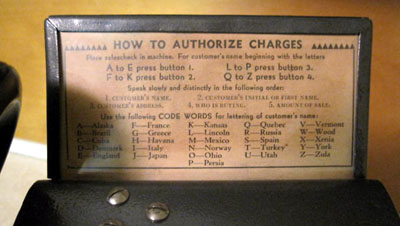 HOW TO AUTHORIZE CHARGES
Place salescheck in machine. For customer's name beginning with the letters
A to E press button 1. L to P press button 3.
F to K press button 2. Q to Z press button 4.
Speak slowly and distinctly in the following order:
1. CUSTOMER'S NAME. 2. CUSTOMER'S INITIAL OR FIRST NAME.
3. CUSTOMER'S ADDRESS. 4. WHO IS BUYING. 5. AMOUNT OF SALE.
Use the following CODE WORDS for lettering of customer's name:
A—Alaska F—France K—Kansas Q—Quebec V—Vermont
B—Brazil G—Greece L—Lincoln R—Russia W—Wood
C—Cuba H—Havana M—Mexico S—Spain X—Xenia
D—Denmark I—Italy N—Norway T—Turkey Y—York
E—England J—Japan O—Ohio U—Utah Z—Zola
P—Persia